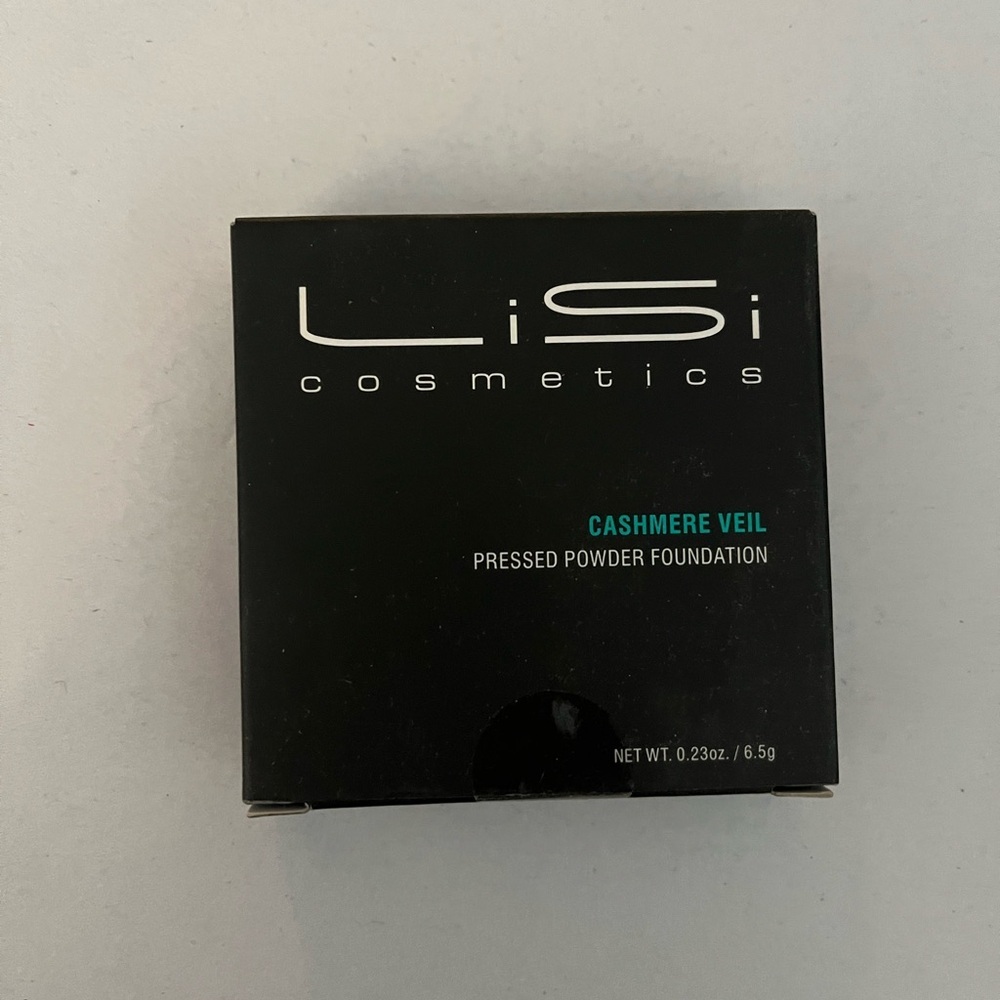 LiSi
cosmetics
CASHMERE VEIL
PRESSED POWDER FOUNDATION
NET WT. 0.23oz. / 6.5g